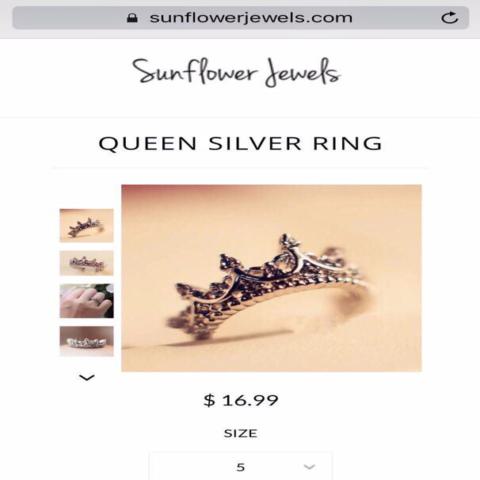 sunflowerjewels.com
Sunflower Jewels
QUEEN SILVER RING
$ 16.99
SIZE
5